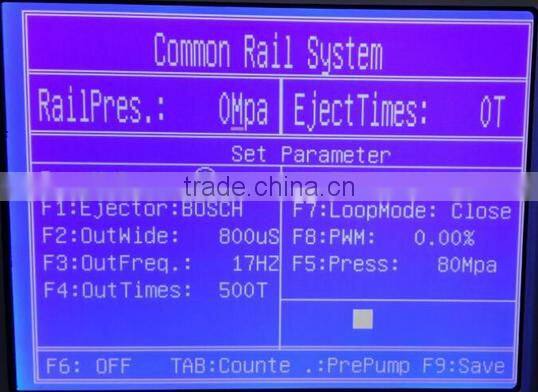 Common Rail System
RailPres.: 0Mpa EjectTimes: 0T
Set Parameter
trade.china.cn
F1:Ejector:BOSCH F7:LoopMode: Close
F2:OutWide: 800uS F8:PWM: 0.00%
F3:OutFreq.: 17HZ F5:Press: 80Mpa
F4:OutTimes: 500T
F6: OFF TAB:Counte .:PrePump F9:Save